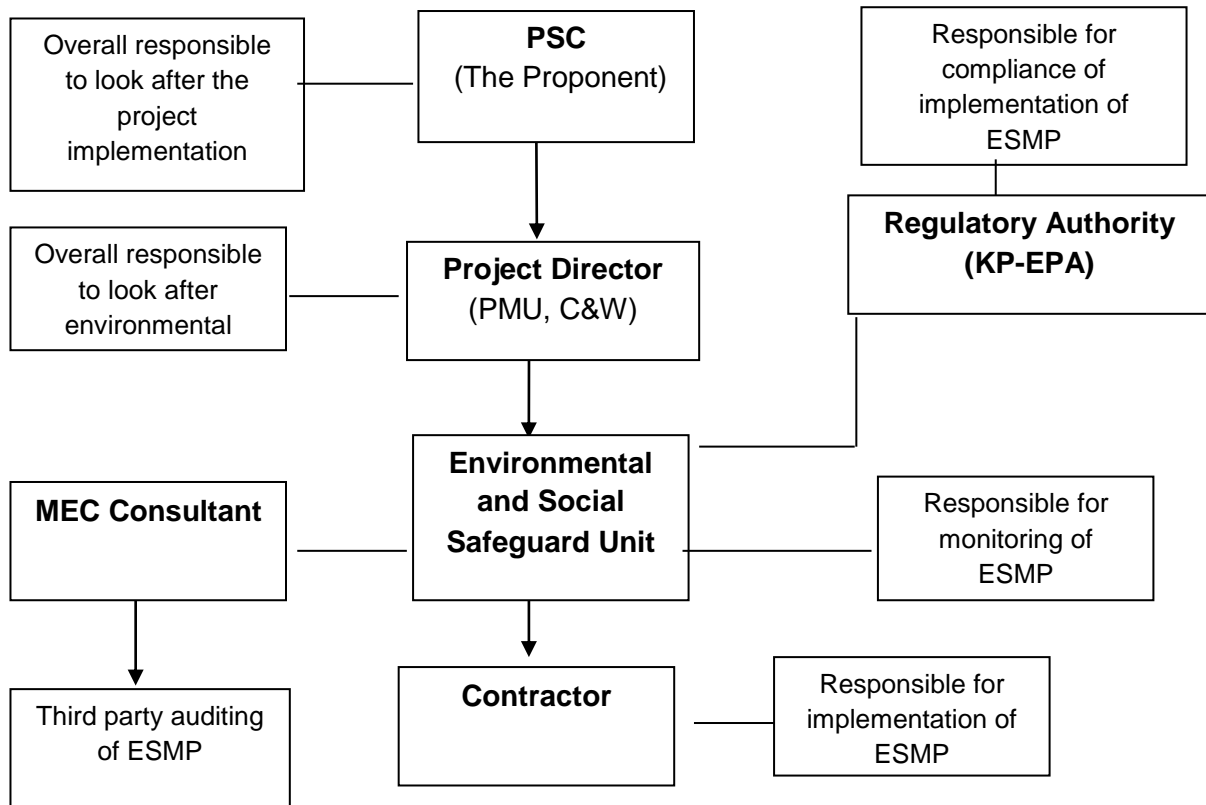 Overall responsible
to look after the
project
implementation
PSC
(The Proponent)
Responsible for
compliance of
implementation of
ESMP
Regulatory Authority
(KP-EPA)
Overall responsible
to look after
environmental
Project Director
(PMU, C&W)
MEC Consultant
Environmental
and Social
Safeguard Unit
Responsible for
monitoring of
ESMP
Third party auditing
of ESMP
Contractor
Responsible for
implementation of
ESMP